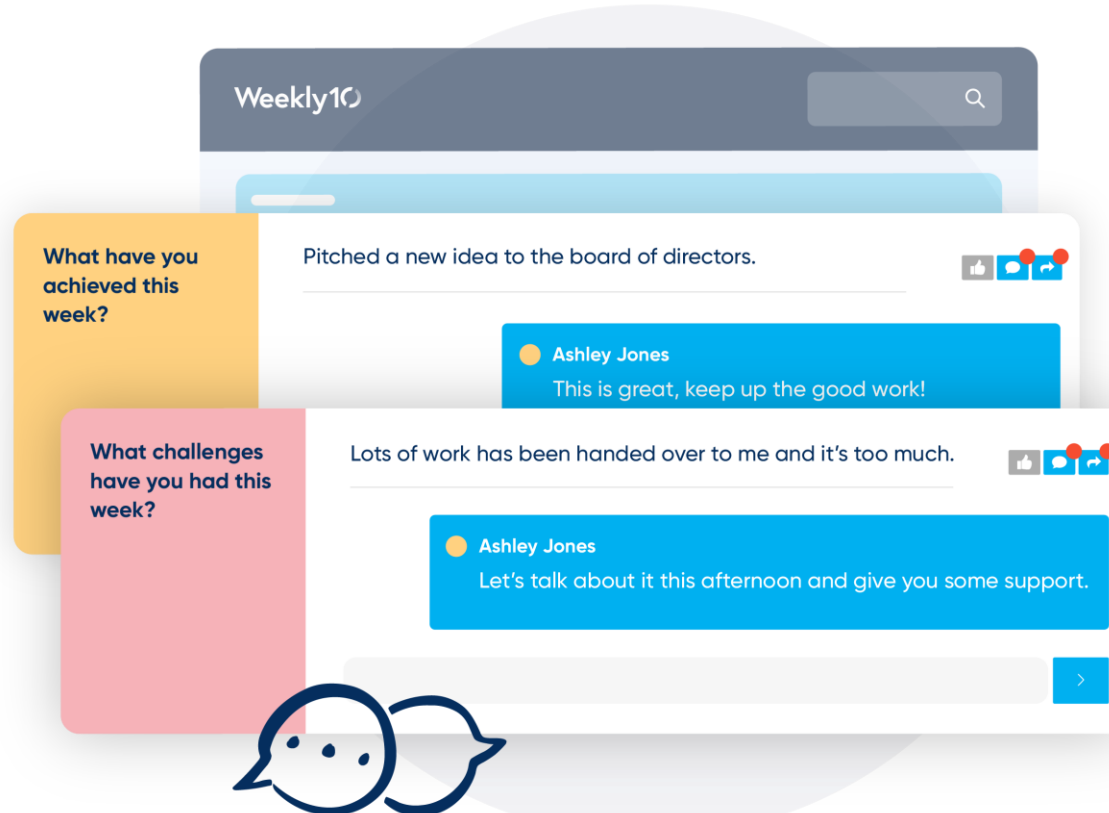 Weekly10
What have you
achieved this
week?
Pitched a new idea to the board of directors.
Ashley Jones
This is great, keep up the good work!
What challenges
have you had this
week?
Lots of work has been handed over to me and it’s too much.
Ashley Jones
Let’s talk about it this afternoon and give you some support.